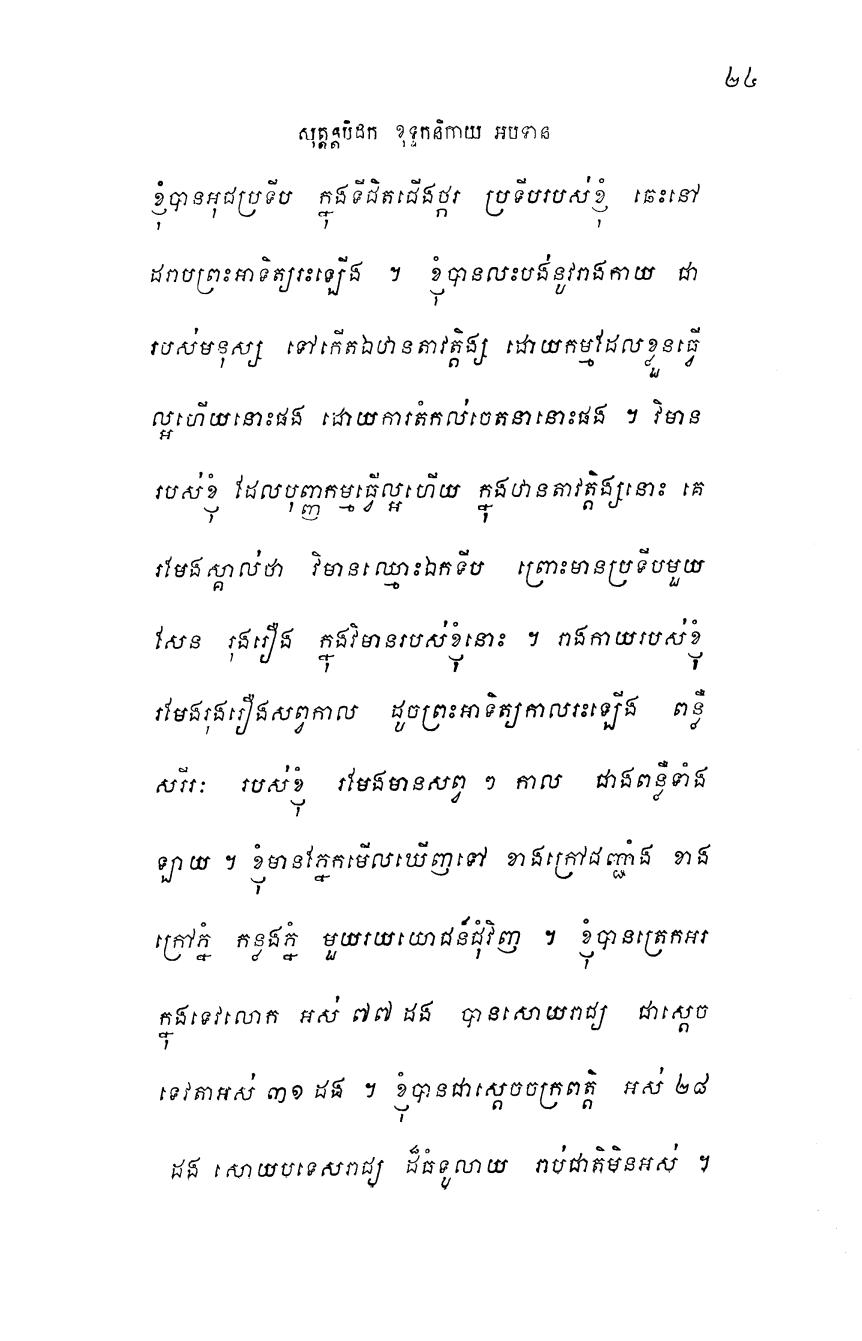 ២៤
សុត្តន្តបិដក ខុទ្ទកនិកាយ អបទាន
ខ្ញុំបានអុជប្រទីប ក្នុងទីជិតជើងថ្ករ ប្រទីបរបស់ខ្ញុំ ឆេះនៅ
ដរាបព្រះអាទិត្យរះឡើង ។ ខ្ញុំបានលះបង់នូវរាងកាយ ជា
របស់មនុស្ស ទៅកើតឯឋានតាវត្តិង្ស ដោយកម្មដែលខ្លួនធ្វើ
ល្អហើយនោះផង ដោយការតំកល់ចេតនានោះផង ។ វិមាន
របស់ខ្ញុំ ដែលបុញ្ញកម្មធ្វើល្អហើយ ក្នុងឋានតាវត្តិង្សនោះ គេ
រមែងស្គាល់ថា វិមានឈ្មោះឯកទីប ព្រោះមានប្រទីបមួយ
សែន រុងរឿង ក្នុងវិមានរបស់ខ្ញុំនោះ ។ រាងកាយរបស់ខ្ញុំ
រមែងរុងរឿងសព្វកាល ដូចព្រះអាទិត្យកាលរះឡើង ពន្លឺ
សរីរៈ របស់ខ្ញុំ រមែងមានសព្វ ៗ កាល ជាងពន្លឺទាំង
ឡាយ ។ ខ្ញុំមានភ្នែកមើលឃើញទៅ ខាងក្រៅជញ្ជាំង ខាង
ក្រៅភ្នំ កន្លងភ្នំ មួយរយយោជន៍ជុំវិញ ។ ខ្ញុំបានត្រេកអរ
ក្នុងទេវលោក អស់ ៧៧ ដង បានសោយរាជ្យ ជាស្តេច
ទេវតាអស់ ៣១ ដង ។ ខ្ញុំបានជាស្តេចចក្រពត្តិ អស់ ២៨
ដង សោយបទេសរាជ្យ ដ៏ធំទូលាយ រាប់ជាតិមិនអស់ ។